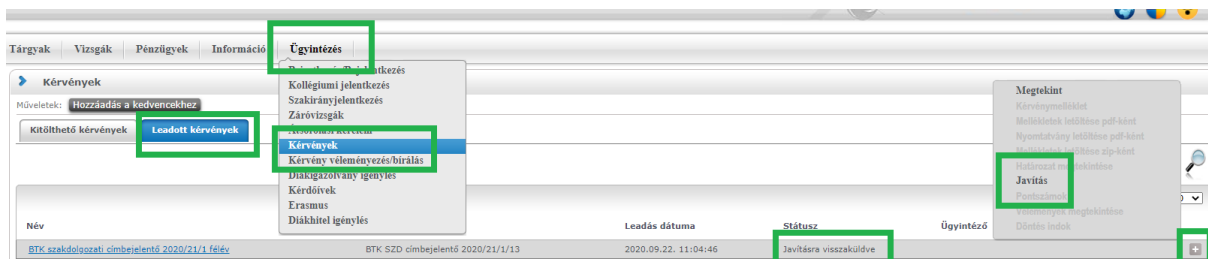 Tárgyak Vizsgák Pénzügyek Információ Ügyintézés
Kérvények
Műveletek: Hozzáadás a kedvencekhez
Kitölthető kérvények Leadott kérvények
Kollégiumi jelentkezés
Szakirányjelentkezés
Záróvizsgák
Átsorolási kérelem
Kérvények
Kérvény véleményezés/bírálás
Diákigazolvány igénylés
Kérdőívek
Erasmus
Diákhitel igénylés
Megtekint
Kérvénymelléklet
Mellékletek letöltése pdf-ként
Nyomtatvány letöltése pdf-ként
Mellékletek letöltése zip-ként
Határozat megtekintése
Javítás
Pontszámok
Vélemények megtekintése
Döntés indok
Név Leadás dátuma Státusz Ügyintéző
BTK szakdolgozati címbejelentő 2020/21/1 félév BTK SZD címbejelentő 2020/21/1/13 2020.09.22. 11:04:46 Javításra visszaküldve